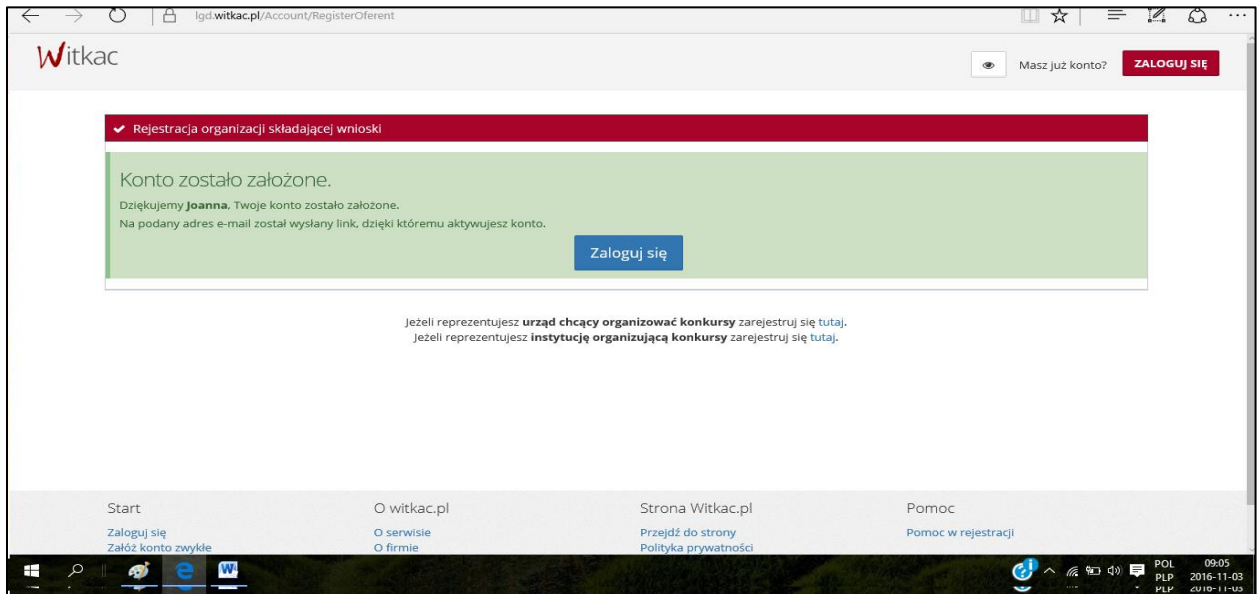 lgd.witkac.pl/Account/RegisterOferent
Witkac
Masz już konto?
ZALOGUJ SIĘ
Rejestracja organizacji składającej wnioski
Konto zostało założone.
Dziękujemy Joanna, Twoje konto zostało założone.
Na podany adres e-mail został wysłany link, dzięki któremu aktywujesz konto.
Zaloguj się
Jeżeli reprezentujesz urząd chcący organizować konkursy zarejestruj się tutaj.
Jeżeli reprezentujesz instytucję organizującą konkursy zarejestruj się tutaj.
Start
O witkac.pl
Strona Witkac.pl
Pomoc
Zaloguj się
O serwisie
Przejdź do strony
Pomoc w rejestracji
Załóż konto zwykłe
O firmie
Polityka prywatności
POL 09:05
PLP 2016-11-03
PLP 2016-11-03